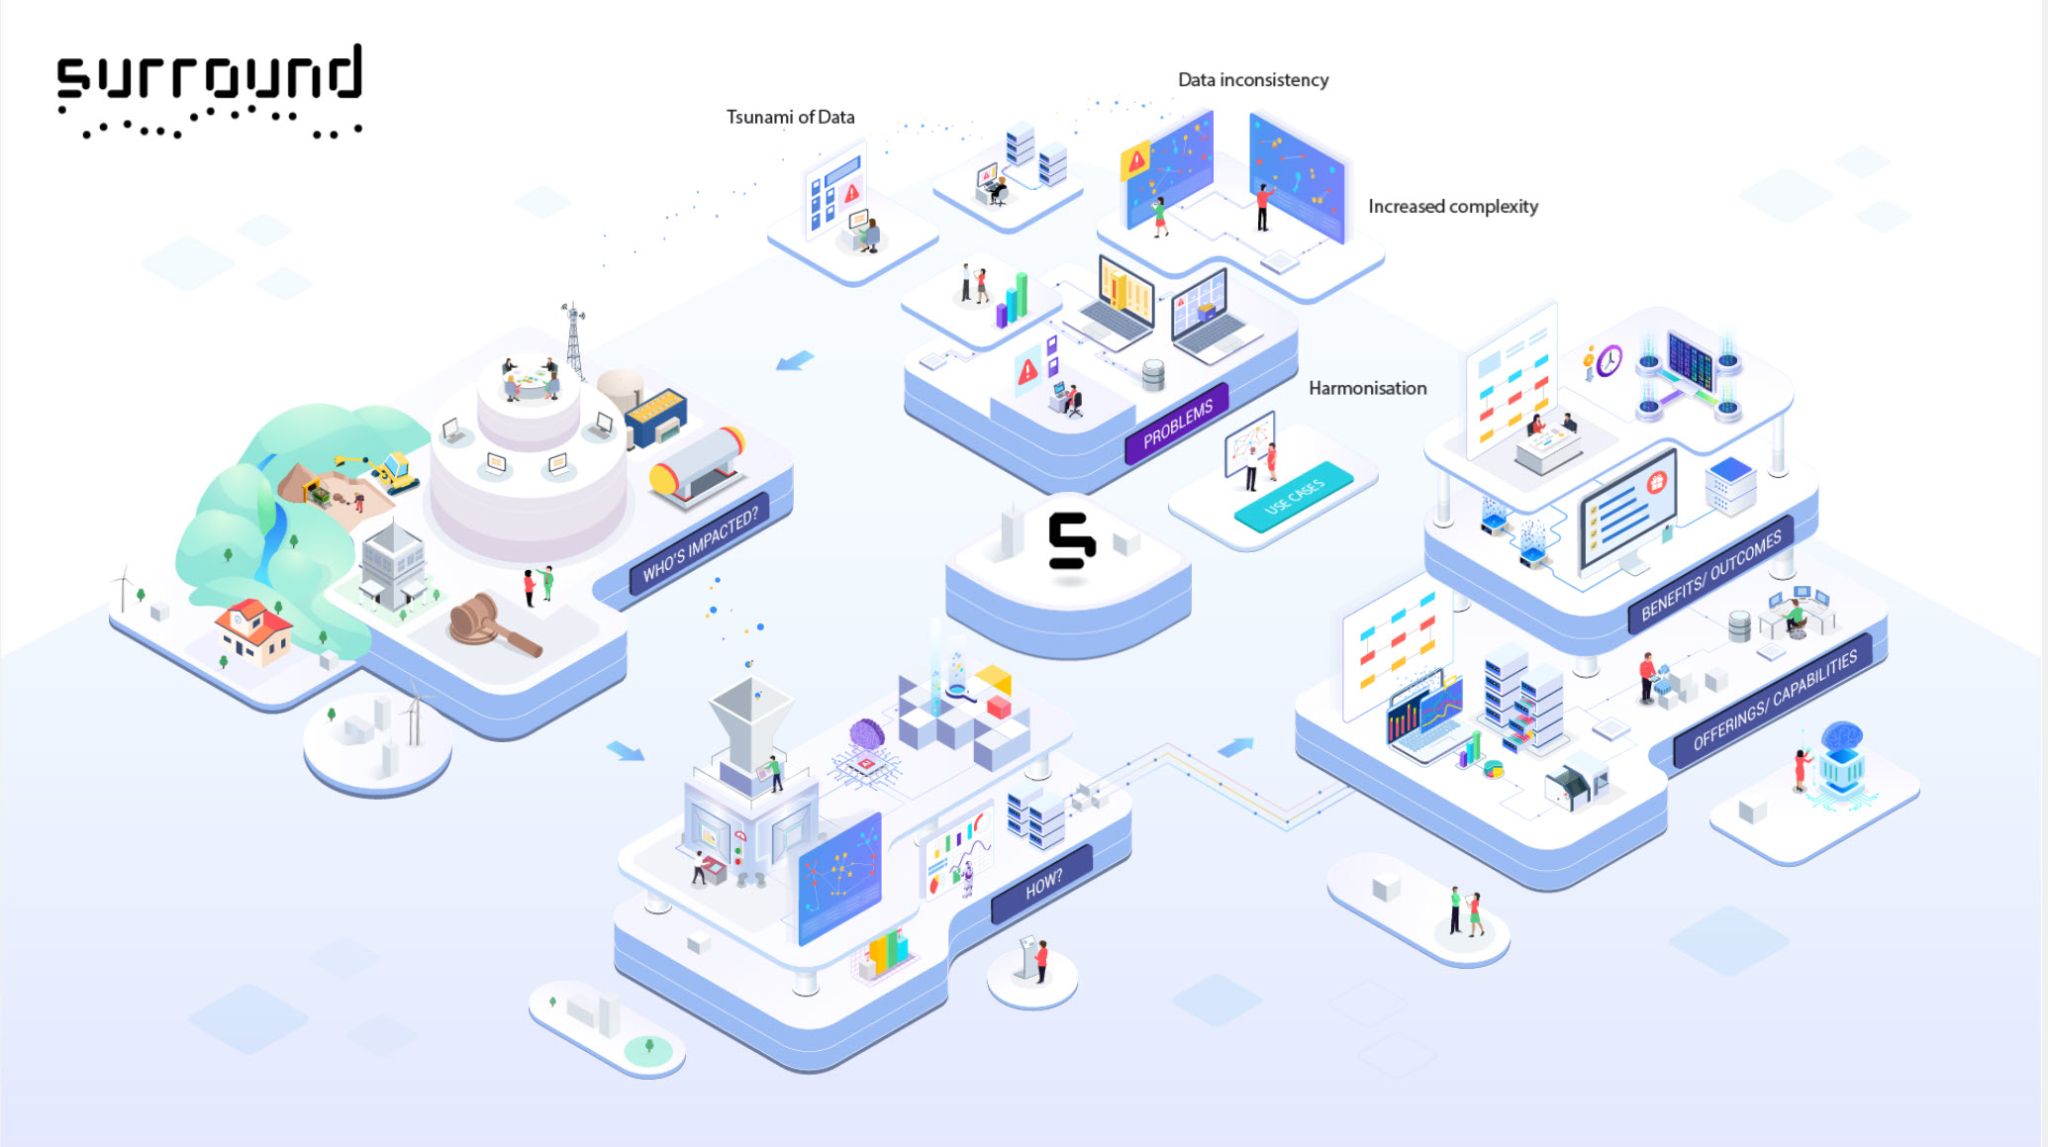 surround
Tsunami of Data
Data inconsistency
Increased complexity
Harmonisation
PROBLEMS
USE CASES
WHO'S IMPACTED?
S
BENEFITS/ OUTCOMES
OFFERINGS/ CAPABILITIES
HOW?